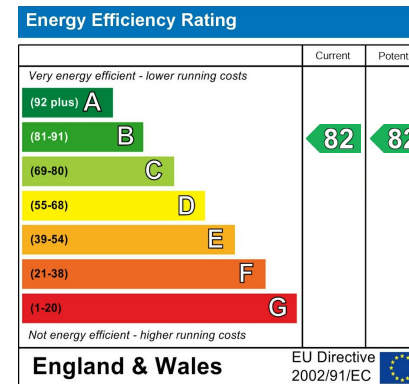 Energy Efficiency Rating
Current Potent
Very energy efficient - lower running costs
(92 plus) A
(81-91) B 82 82
(69-80) C
(55-68) D
(39-54) E
(21-38) F
(1-20) G
Not energy efficient - higher running costs
England & Wales
EU Directive
2002/91/EC